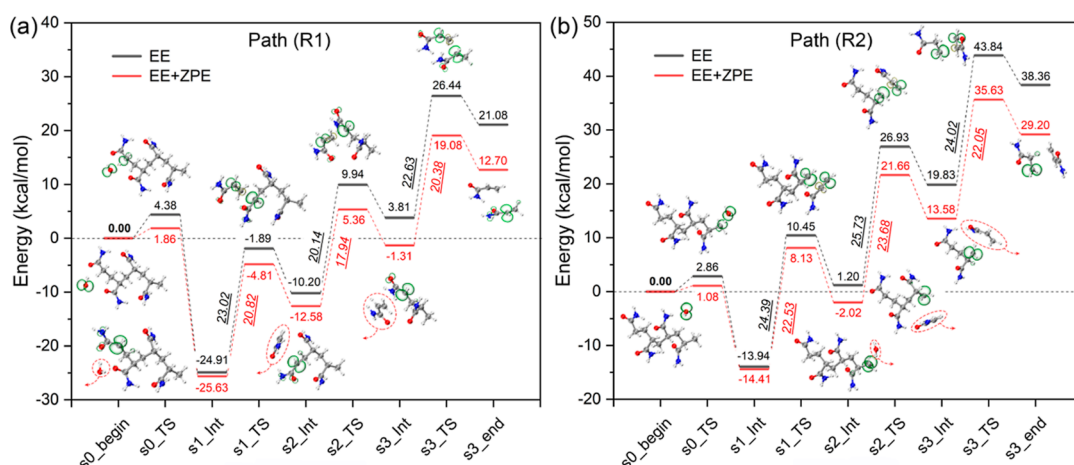 (a)
Path (R1)
EE
EE+ZPE
Energy (kcal/mol)
40
30
20
10
0
-10
-20
-30
0.00
4.38
1.86
-24.91
-25.63
23.02
20.82
-1.89
-4.81
-10.20
-12.58
20.14
17.94
9.94
5.36
3.81
-1.31
22.63
20.38
26.44
19.08
21.08
12.70
s0_begin
s0_TS
s1_Int
s1_TS
s2_Int
s2_TS
s3_Int
s3_TS
s3_end
(b)
Path (R2)
EE
EE+ZPE
Energy (kcal/mol)
50
40
30
20
10
0
-10
-20
0.00
2.86
1.08
-13.94
-14.41
24.39
22.53
10.45
8.13
1.20
-2.02
25.73
23.68
26.93
21.66
19.83
13.58
24.02
22.05
43.84
35.63
38.36
29.20
s0_begin
s0_TS
s1_Int
s1_TS
s2_Int
s2_TS
s3_Int
s3_TS
s3_end